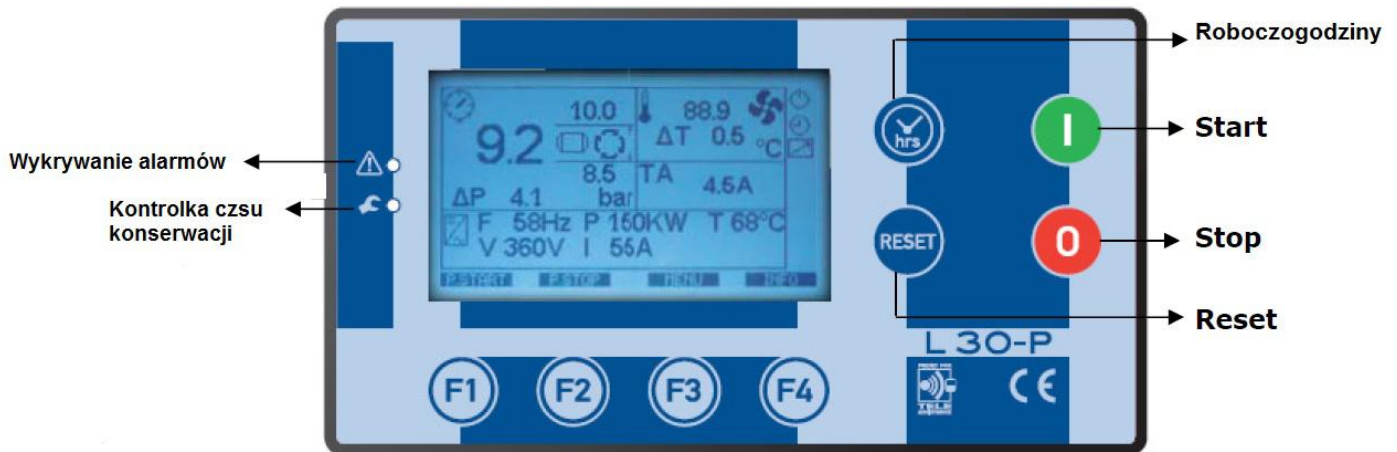 Wykrywanie alarmów
Kontrolka czsu
konserwacji
10.0
9.2
8.5
ΔP 4.1 bar
88.9
ΔT 0.5 °C
TA 4.5A
F 58Hz P 150KW T 68°C
V 360V I 55A
P.START P.STOP MENU INFO
F1 F2 F3 F4
hrs
I
RESET
0
L 30-P
TELE
CE
Roboczogodziny
Start
Stop
Reset